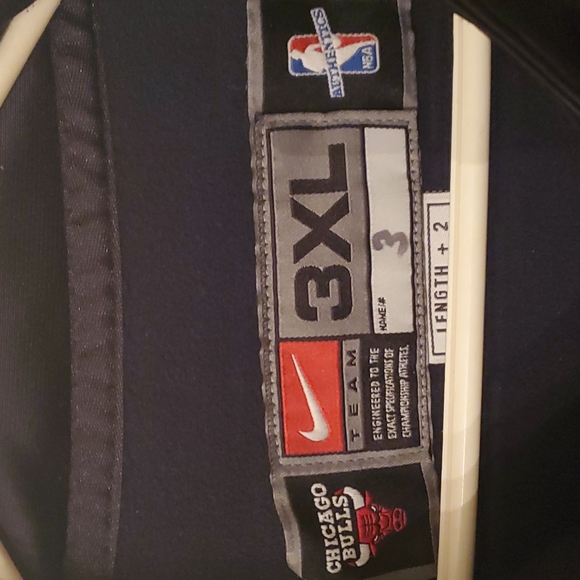 CHICAGO
BULLS
TEAM
3XL
ENGINEERED TO THE
EXACT SPECIFICATIONS OF
CHAMPIONSHIP ATHLETES.
NAME/#
3
LENGTH + 2
AUTHENTICS
NBA